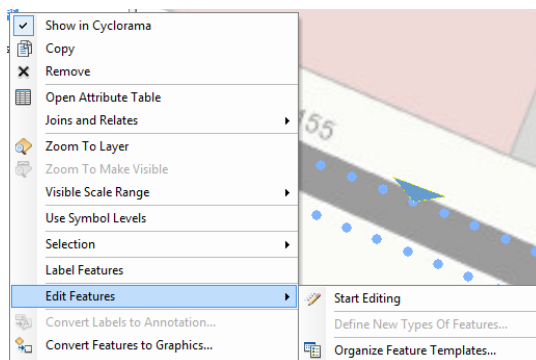 Show in Cyclorama
Copy
Remove
Open Attribute Table
Joins and Relates
155
Zoom To Layer
Zoom To Make Visible
Visible Scale Range
Use Symbol Levels
Selection
Label Features
Edit Features
Start Editing
Convert Labels to Annotation...
Define New Types Of Features...
Convert Features to Graphics...
Organize Feature Templates...